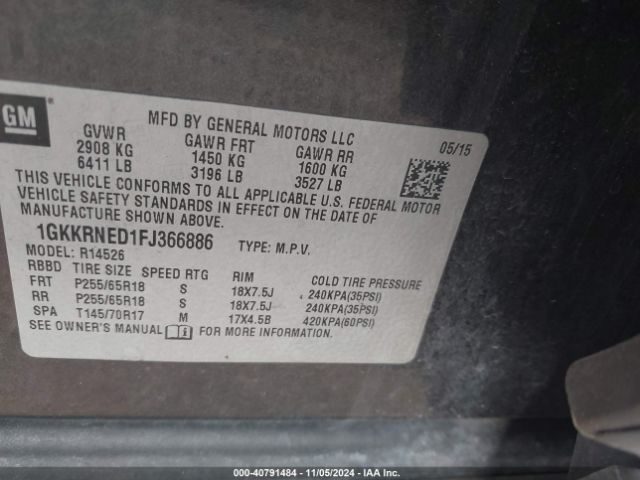 GM
MFD BY GENERAL MOTORS LLC
GVWR GAWR FRT GAWR RR 05/15
2908 KG 1450 KG 1600 KG
6411 LB 3196 LB 3527 LB
THIS VEHICLE CONFORMS TO ALL APPLICABLE U.S. FEDERAL MOTOR
VEHICLE SAFETY STANDARDS IN EFFECT ON THE DATE OF
MANUFACTURE SHOWN ABOVE.
1GKKRNED1FJ366886 TYPE: M.P.V.
MODEL: R14526
RBBD TIRE SIZE SPEED RTG RIM COLD TIRE PRESSURE
FRT P255/65R18 S 18X7.5J 240KPA(35PSI)
RR P255/65R18 S 18X7.5J 240KPA(35PSI)
SPA T145/70R17 M 17X4.5B 420KPA(60PSI)
SEE OWNER'S MANUAL FOR MORE INFORMATION.
000-40791484 - 11/05/2024 - IAA Inc.